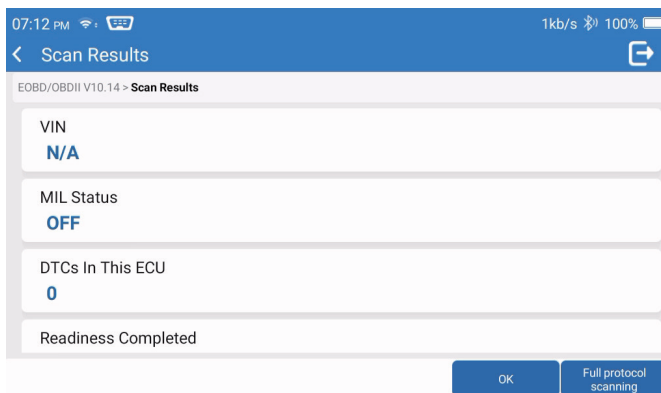 07:12 PM 1kb/s 100%
Scan Results
EOBD/OBDII V10.14 > Scan Results
VIN
N/A
MIL Status
OFF
DTCs In This ECU
0
Readiness Completed
OK
Full protocol
scanning